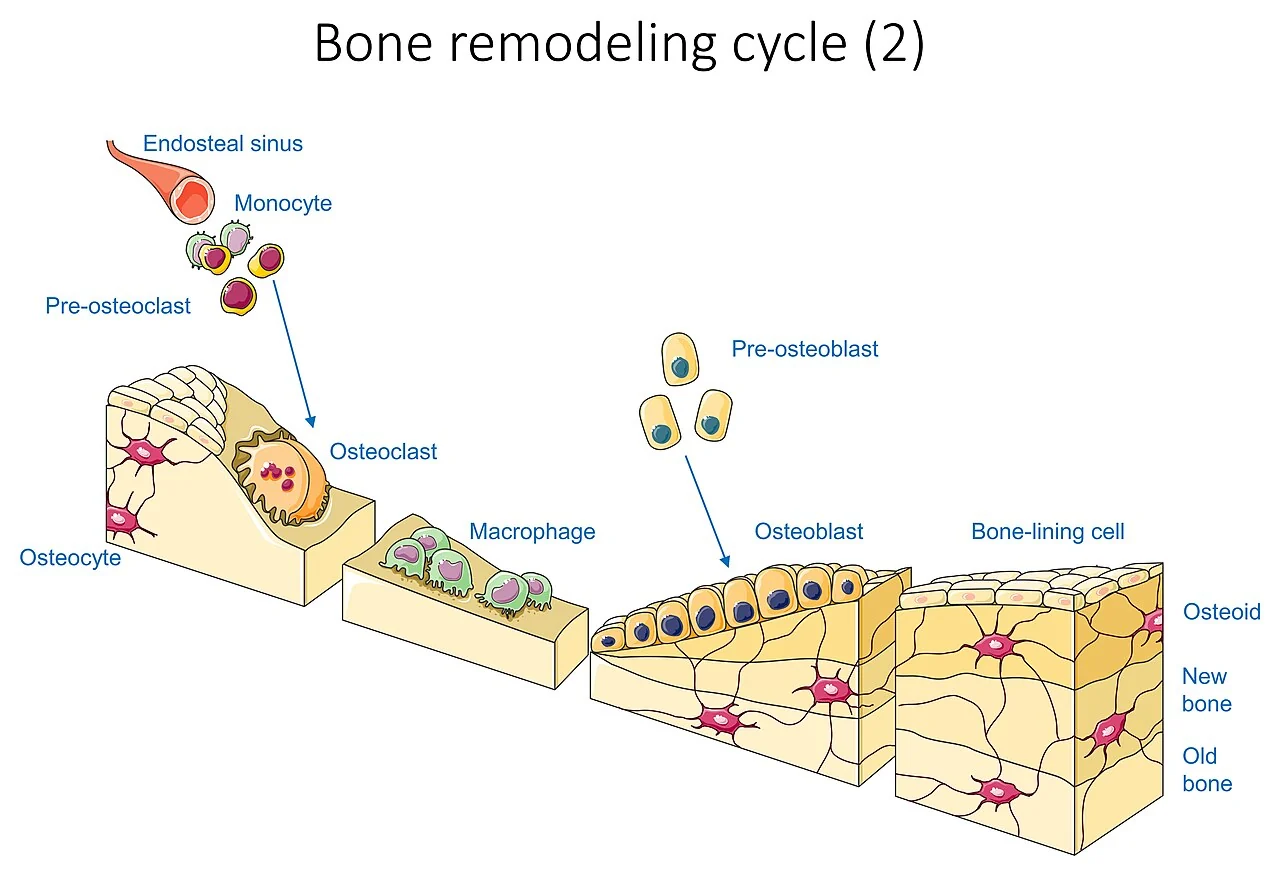 Bone remodeling cycle (2)
Endosteal sinus
Monocyte
Pre-osteoclast
Pre-osteoblast
Osteoclast
Macrophage
Osteoblast
Bone-lining cell
Osteocyte
Osteoid
New
bone
Old
bone